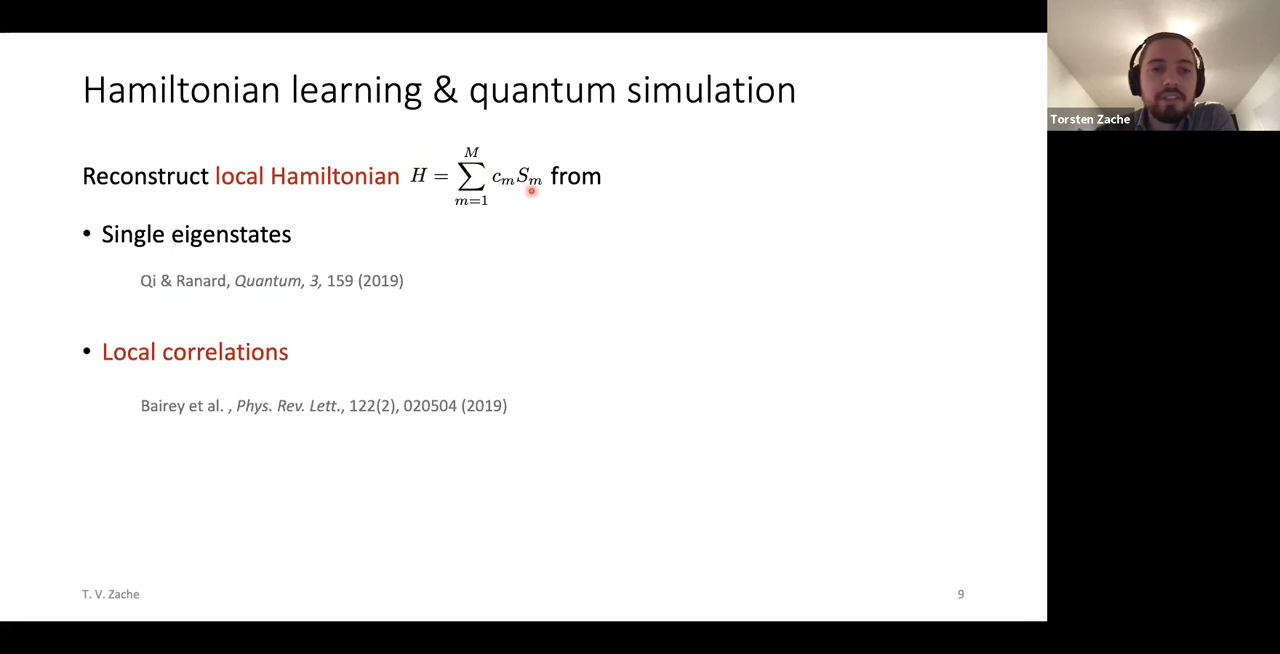 Hamiltonian learning & quantum simulation
Reconstruct local Hamiltonian H = \sum_{m=1}^{M} c_m S_m from
• Single eigenstates
Qi & Ranard, Quantum, 3, 159 (2019)
• Local correlations
Bairey et al. , Phys. Rev. Lett., 122(2), 020504 (2019)
T. V. Zache
9
Torsten Zache